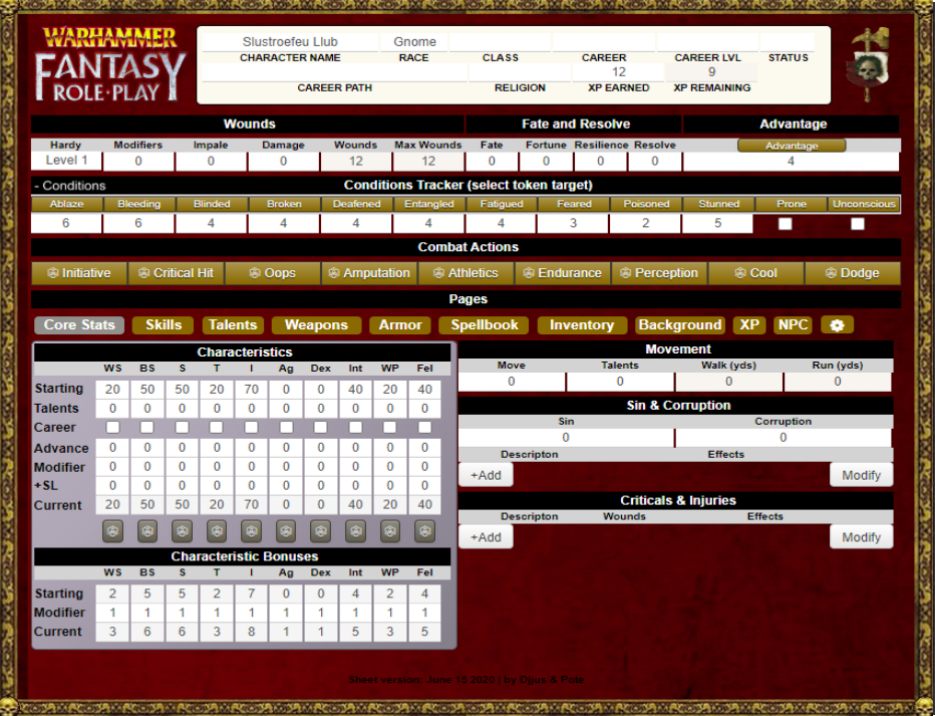 WARHAMMER
FANTASY
ROLE·PLAY
Slustroefeu Llub Gnome
CHARACTER NAME RACE CLASS CAREER CAREER LVL STATUS
12 9
CAREER PATH RELIGION XP EARNED XP REMAINING
Wounds Fate and Resolve Advantage
Hardy Modifiers Impale Damage Wounds Max Wounds Fate Fortune Resilience Resolve Advantage
Level 1 0 0 0 12 12 0 0 0 0 4
- Conditions Conditions Tracker (select token target)
Ablaze Bleeding Blinded Broken Deafened Entangled Fatigued Feared Poisoned Stunned Prone Unconscious
6 6 4 4 4 4 4 3 2 5
Combat Actions
Initiative Critical Hit Oops Amputation Athletics Endurance Perception Cool Dodge
Pages
Core Stats Skills Talents Weapons Armor Spellbook Inventory Background XP NPC
Characteristics
WS BS S T I Ag Dex Int WP Fel
Starting 20 50 50 20 70 0 0 40 20 40
Talents 0 0 0 0 0 0 0 0 0 0
Career
Advance 0 0 0 0 0 0 0 0 0 0
Modifier 0 0 0 0 0 0 0 0 0 0
+SL 0 0 0 0 0 0 0 0 0 0
Current 20 50 50 20 70 0 0 40 20 40
Characteristic Bonuses
WS BS S T I Ag Dex Int WP Fel
Starting 2 5 5 2 7 0 0 4 2 4
Modifier 1 1 1 1 1 1 1 1 1 1
Current 3 6 6 3 8 1 1 5 3 5
Movement
Move Talents Walk (yds) Run (yds)
0 0 0 0
Sin & Corruption
Sin Corruption
0 0
Descripton Effects
+Add Modify
Criticals & Injuries
Descripton Wounds Effects
+Add Modify
Sheet version: June 15 2020 | by Djjus & Pote